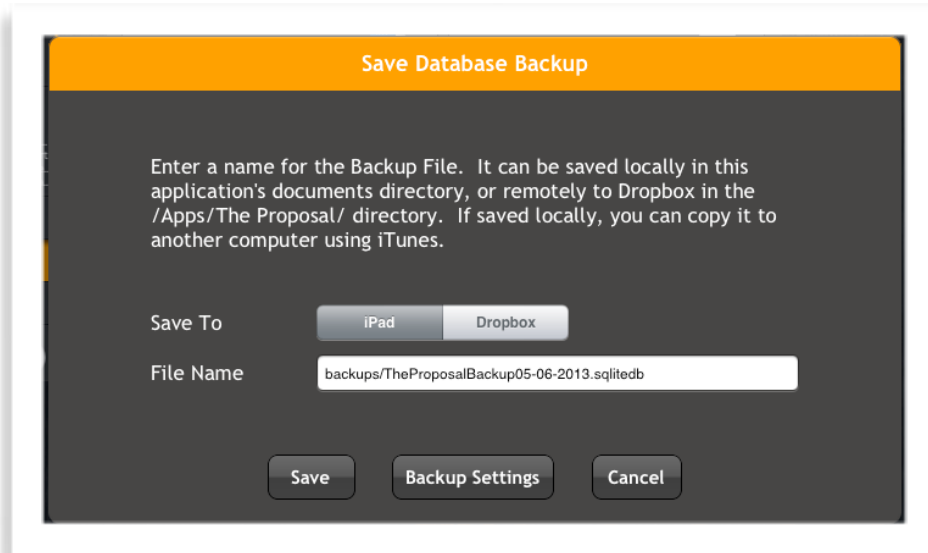 Save Database Backup
Enter a name for the Backup File.  It can be saved locally in this
application's documents directory, or remotely to Dropbox in the
/Apps/The Proposal/ directory.  If saved locally, you can copy it to
another computer using iTunes.
Save To iPad Dropbox
File Name backups/TheProposalBackup05-06-2013.sqlitedb
Save Backup Settings Cancel